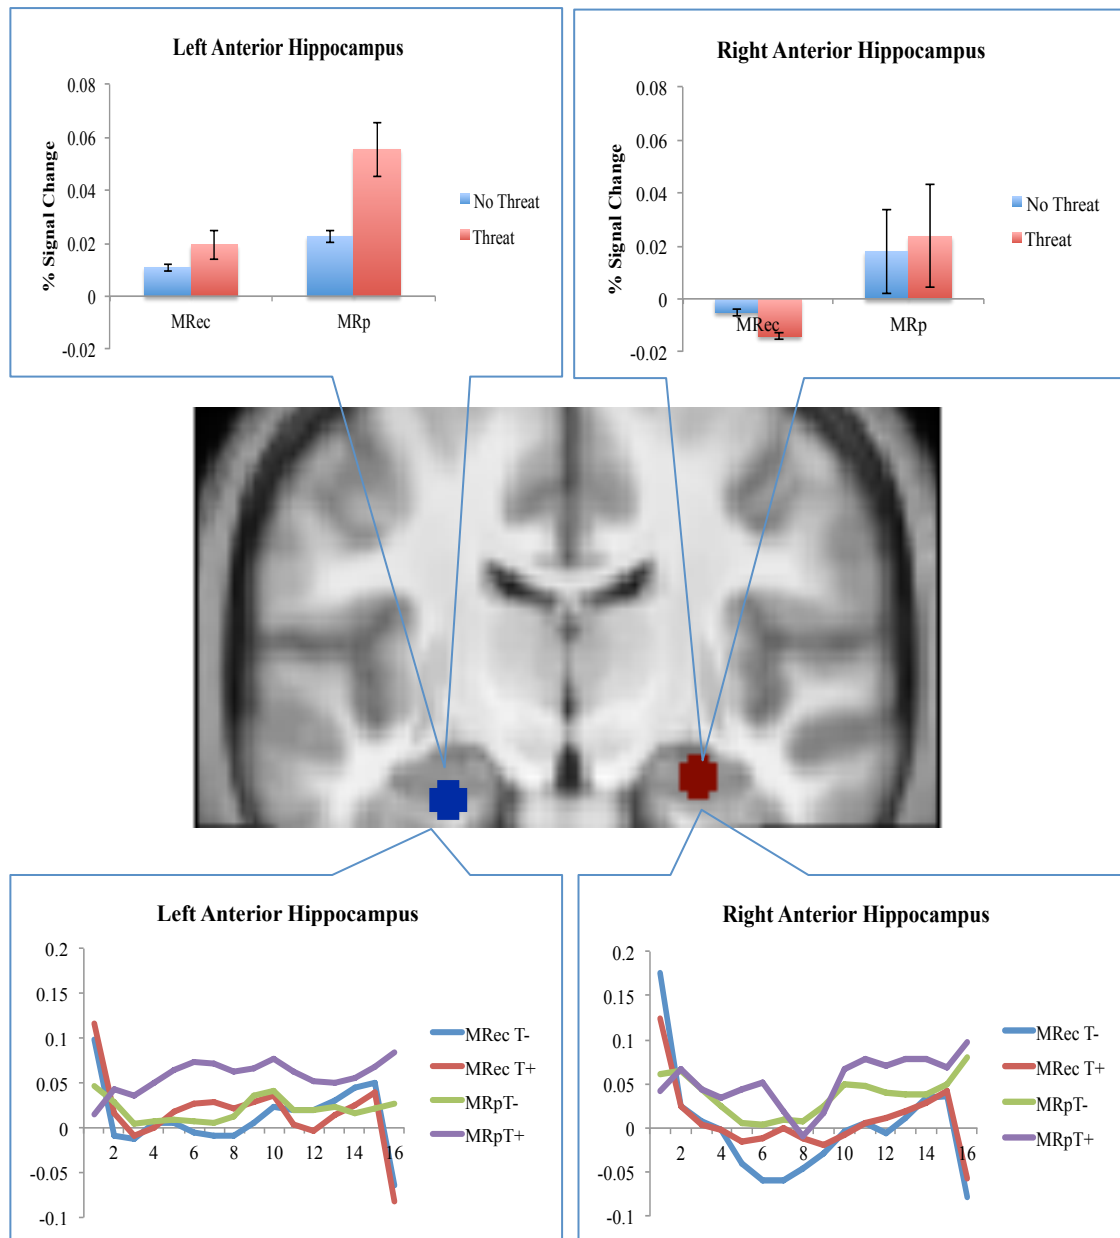 Left Anterior Hippocampus
0.08
0.06
0.04
0.02
0
-0.02
% Signal Change
MRec
MRp
No Threat
Threat
Right Anterior Hippocampus
0.08
0.06
0.04
0.02
0
-0.02
% Signal Change
MRec
MRp
No Threat
Threat
Left Anterior Hippocampus
0.2
0.15
0.1
0.05
0
-0.05
-0.1
2 4 6 8 10 12 14 16
MRec T-
MRec T+
MRpT-
MRpT+
Right Anterior Hippocampus
0.2
0.15
0.1
0.05
0
-0.05
-0.1
2 4 6 8 10 12 14 16
MRec T-
MRec T+
MRpT-
MRpT+